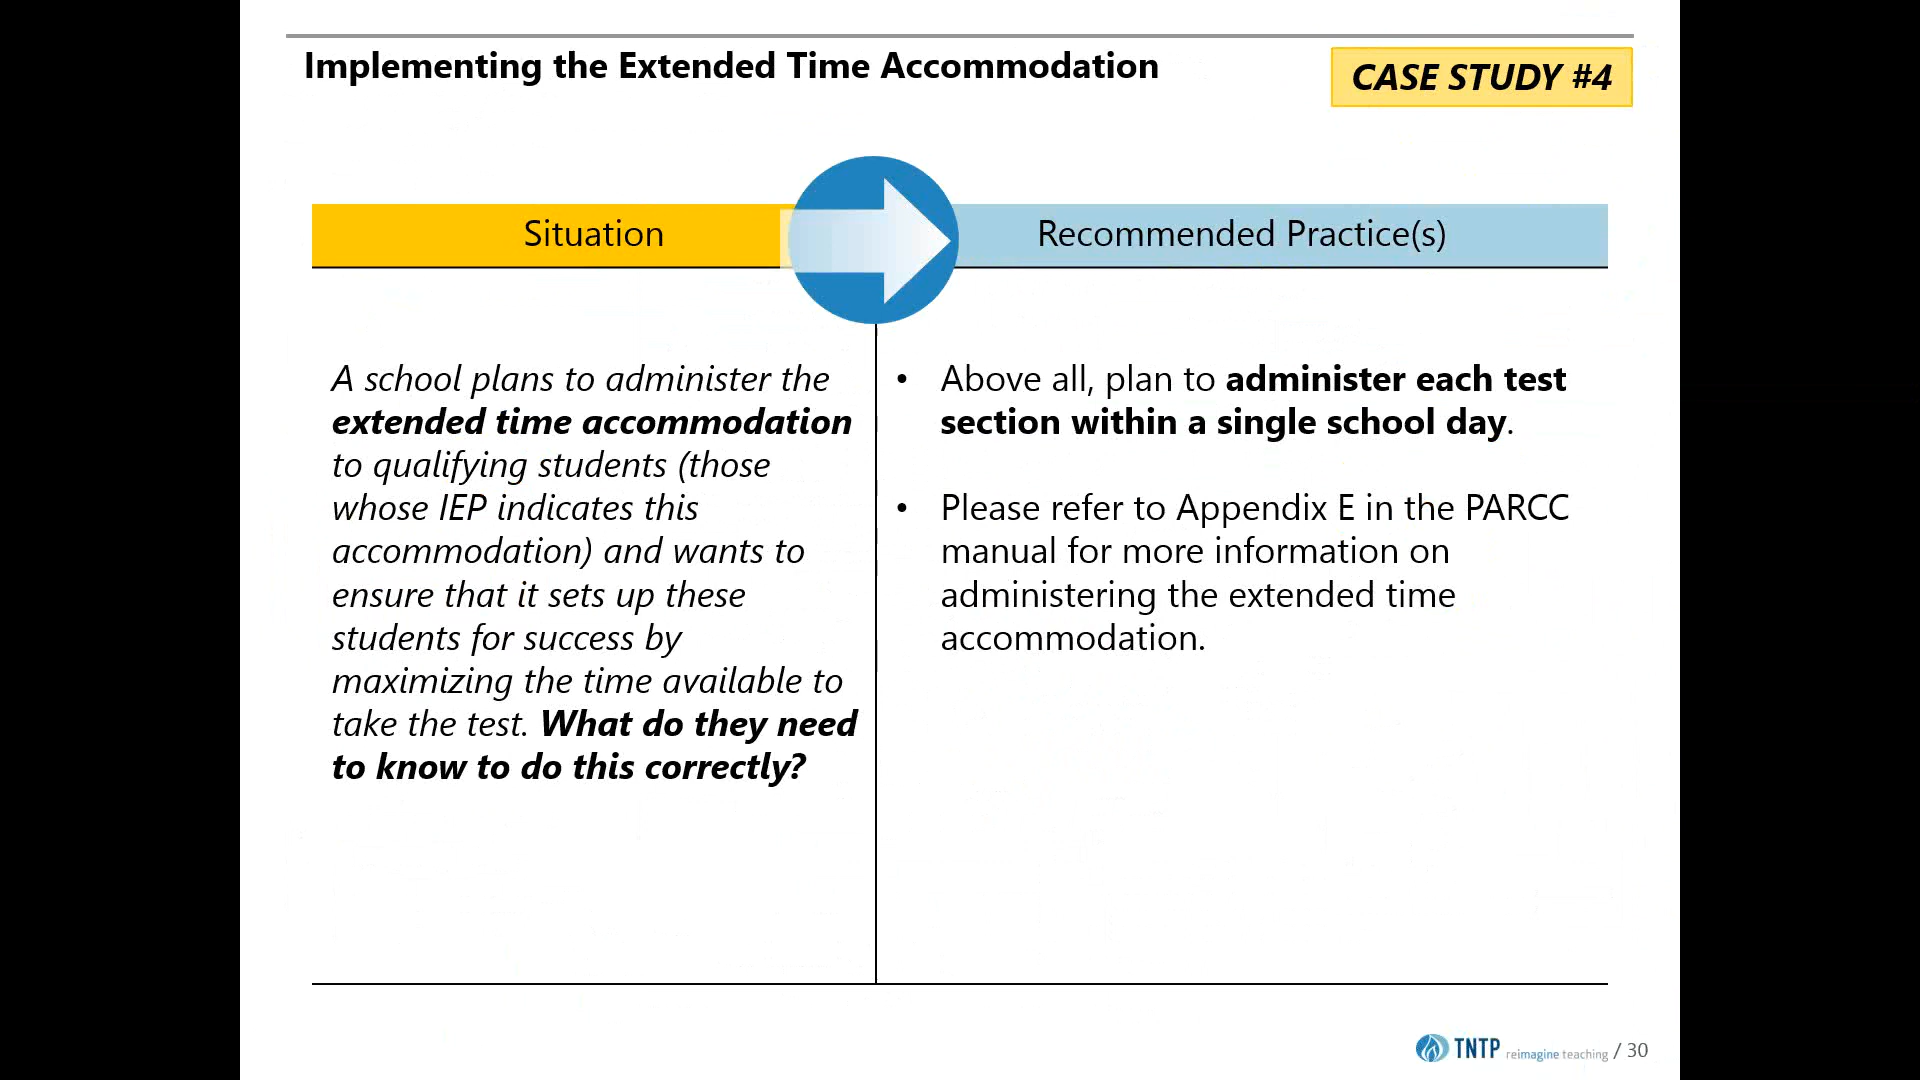 Implementing the Extended Time Accommodation
CASE STUDY #4
Situation
Recommended Practice(s)
A school plans to administer the
extended time accommodation
to qualifying students (those
whose IEP indicates this
accommodation) and wants to
ensure that it sets up these
students for success by
maximizing the time available to
take the test. What do they need
to know to do this correctly?
• Above all, plan to administer each test
section within a single school day.
• Please refer to Appendix E in the PARCC
manual for more information on
administering the extended time
accommodation.
TNTP reimagine teaching / 30